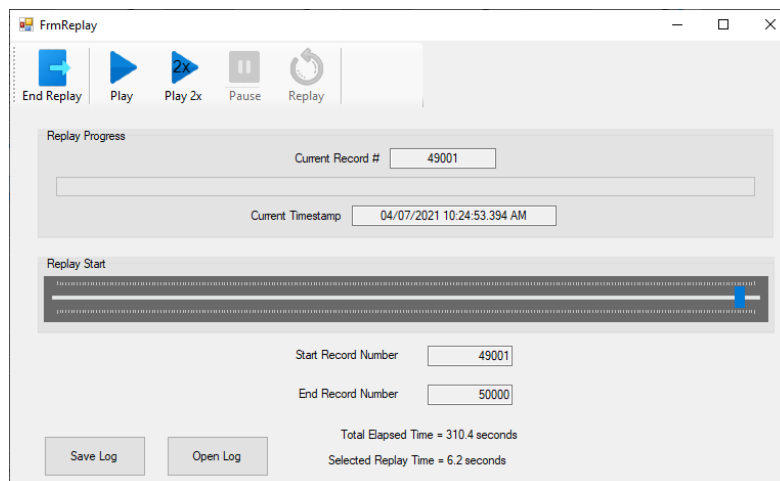 FrmReplay
2x
End Replay Play Play 2x Pause Replay
Replay Progress
Current Record # 49001
Current Timestamp 04/07/2021 10:24:53.394 AM
Replay Start
Start Record Number 49001
End Record Number 50000
Total Elapsed Time = 310.4 seconds
Save Log Open Log
Selected Replay Time = 6.2 seconds